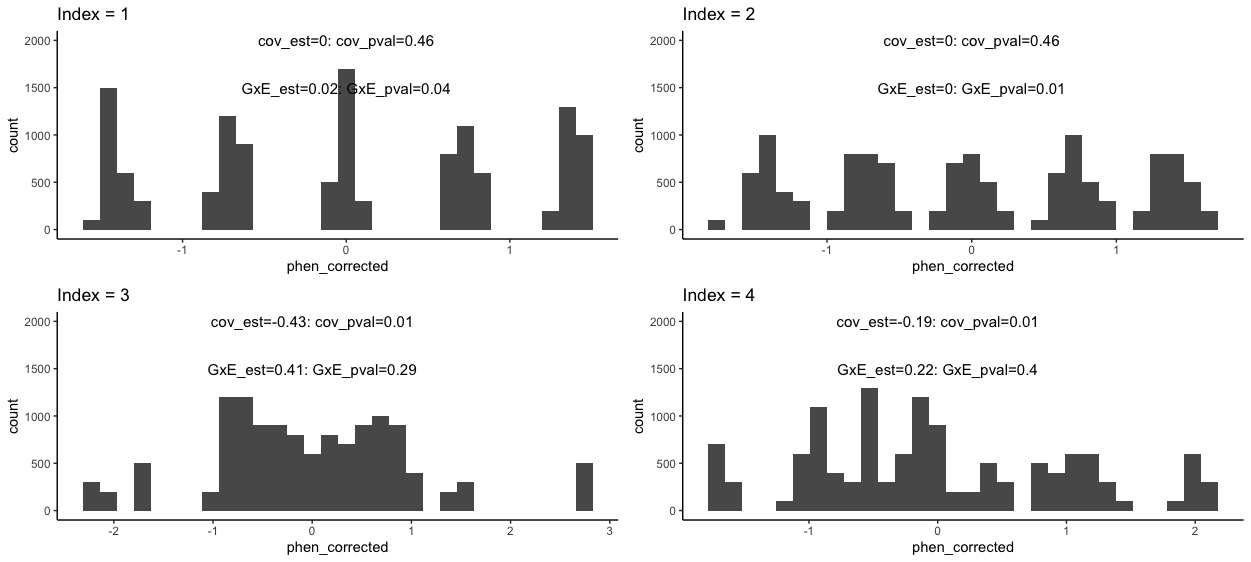 Index = 1
cov_est=0: cov_pval=0.46
GxE_est=0.02: GxE_pval=0.04
2000
1500
1000
500
0
count
-1
0
1
phen_corrected
Index = 2
cov_est=0: cov_pval=0.46
GxE_est=0: GxE_pval=0.01
2000
1500
1000
500
0
count
-1
0
1
phen_corrected
Index = 3
cov_est=-0.43: cov_pval=0.01
GxE_est=0.41: GxE_pval=0.29
2000
1500
1000
500
0
count
-2
-1
0
1
2
3
phen_corrected
Index = 4
cov_est=-0.19: cov_pval=0.01
GxE_est=0.22: GxE_pval=0.4
2000
1500
1000
500
0
count
-1
0
1
2
phen_corrected